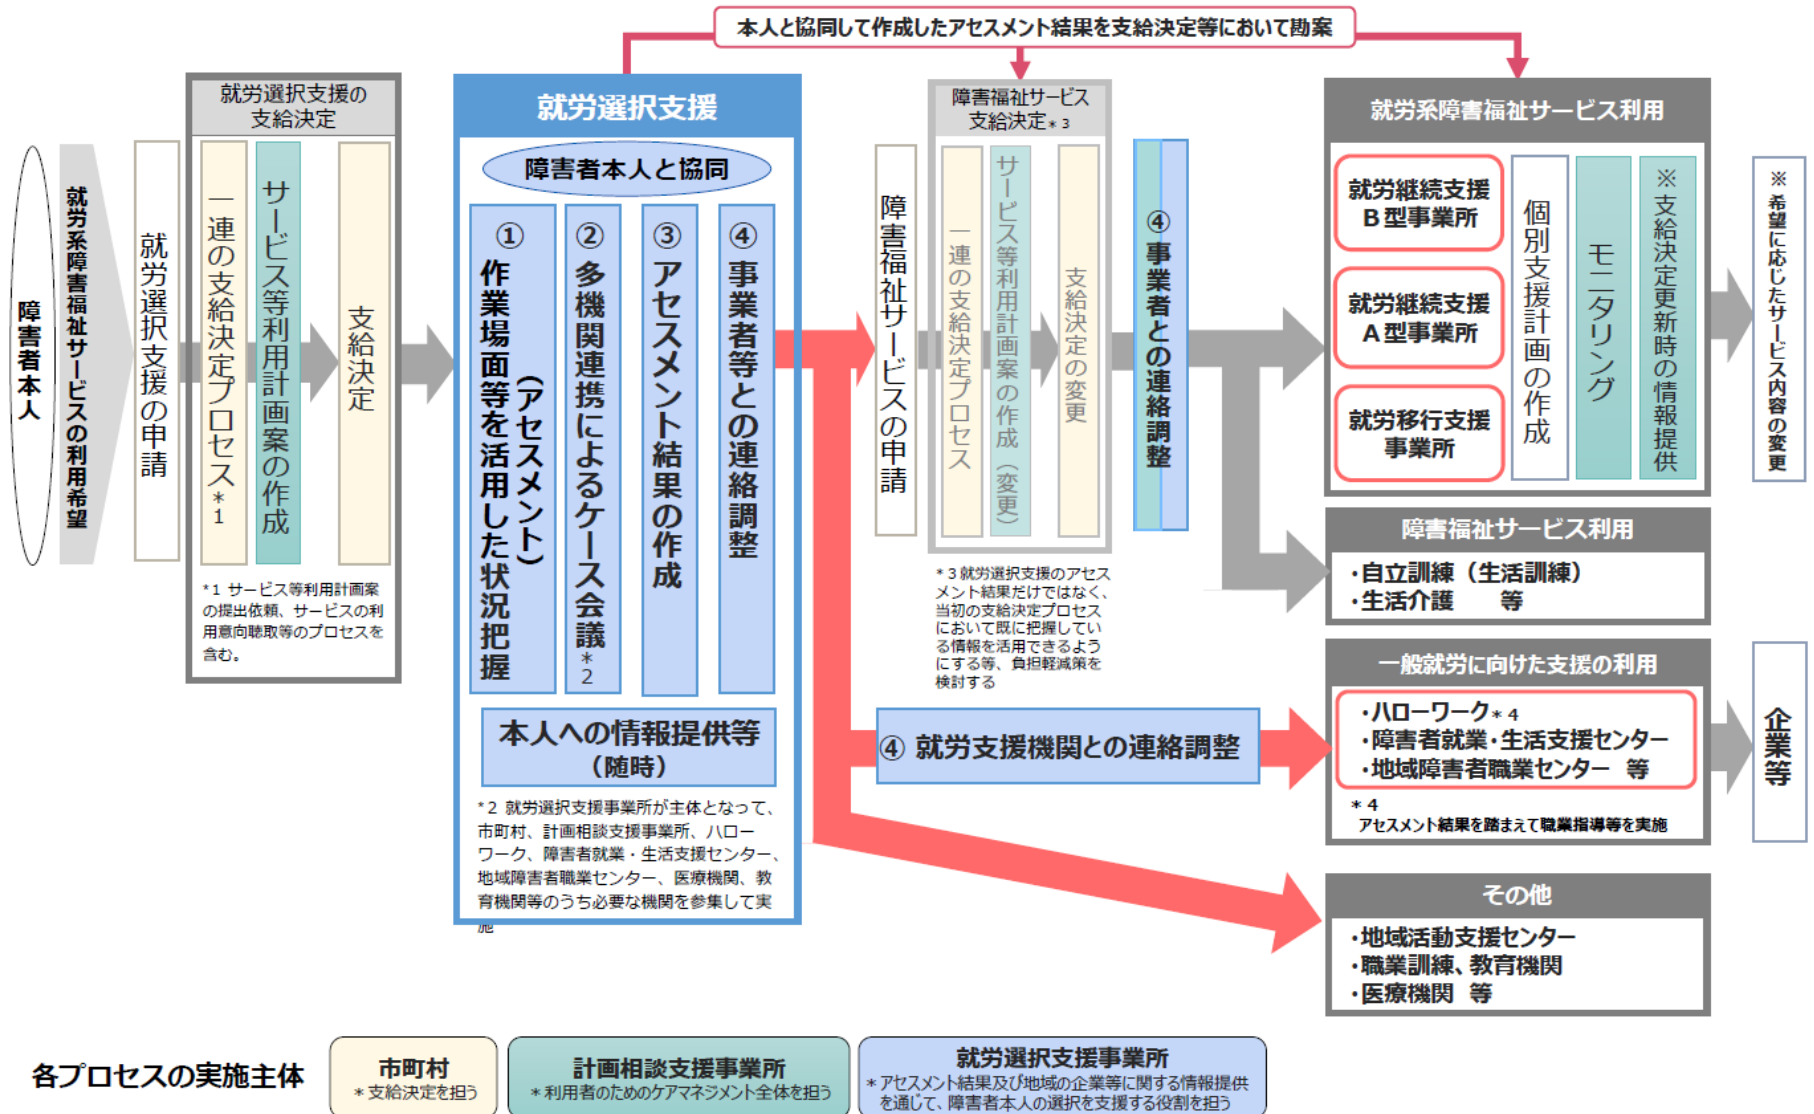 本人と協同して作成したアセスメント結果を支給決定等において勘案
障害者本人
就労系障害福祉サービスの利用希望
就労選択支援の申請
就労選択支援の
支給決定
一連の支給決定プロセス*1
サービス等利用計画案の作成
支給決定
*1 サービス等利用計画案
の提出依頼、サービスの利
用意向聴取等のプロセスを
含む。
就労選択支援
障害者本人と協同
①
作業場面等を活用した状況把握
(アセスメント)
②多機関連携によるケース会議*2
③アセスメント結果の作成
④事業者等との連絡調整
本人への情報提供等
(随時)
*2 就労選択支援事業所が主体となって、
市町村、計画相談支援事業所、ハロー
ワーク、障害者就業・生活支援センター、
地域障害者職業センター、医療機関、教
育機関等のうち必要な機関を参集して実
施
障害福祉サービスの申請
障害福祉サービス
支給決定*3
一連の支給決定プロセス
サービス等利用計画案の作成(変更)
支給決定の変更
*3就労選択支援のアセス
メント結果だけではなく、
当初の支給決定プロセス
において既に把握してい
る情報を活用できるよう
にする等、負担軽減策を
検討する
④事業者との連絡調整
④ 就労支援機関との連絡調整
就労系障害福祉サービス利用
就労継続支援
B型事業所
就労継続支援
A型事業所
就労移行支援
事業所
個別支援計画の作成
モニタリング
※支給決定更新時の情報提供
※希望に応じたサービス内容の変更
障害福祉サービス利用
・自立訓練(生活訓練)
・生活介護 等
一般就労に向けた支援の利用
・ハローワーク*4
・障害者就業・生活支援センター
・地域障害者職業センター 等
*4
アセスメント結果を踏まえて職業指導等を実施
企業等
その他
・地域活動支援センター
・職業訓練、教育機関
・医療機関 等
各プロセスの実施主体
市町村
*支給決定を担う
計画相談支援事業所
*利用者のためのケアマネジメント全体を担う
就労選択支援事業所
*アセスメント結果及び地域の企業等に関する情報提供
を通じて、障害者本人の選択を支援する役割を担う